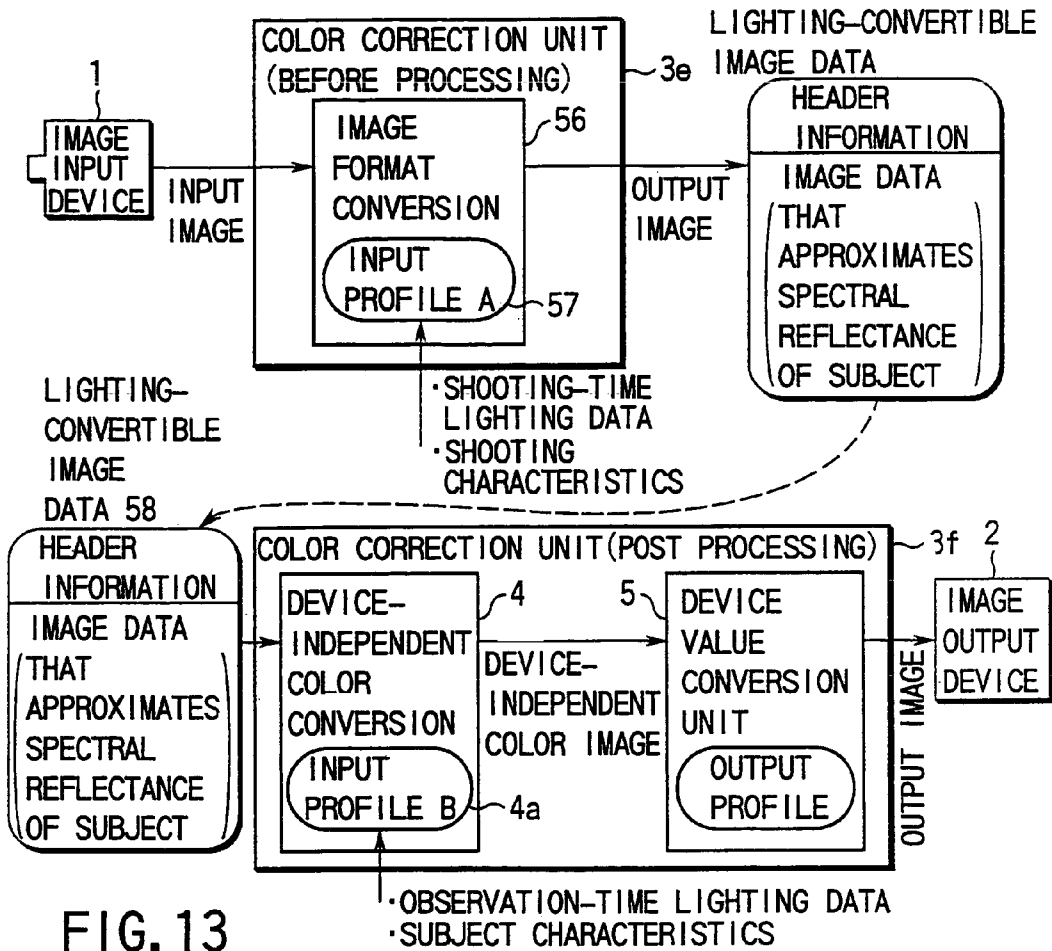 1
IMAGE
INPUT
DEVICE
INPUT
IMAGE
COLOR CORRECTION UNIT
(BEFORE PROCESSING)
3e
IMAGE
FORMAT
CONVERSION
56
INPUT
PROFILE A
57
·SHOOTING-TIME
LIGHTING DATA
·SHOOTING
CHARACTERISTICS
OUTPUT
IMAGE
LIGHTING-CONVERTIBLE
IMAGE DATA
HEADER
INFORMATION
IMAGE DATA
(THAT
APPROXIMATES
SPECTRAL
REFLECTANCE
OF SUBJECT)
LIGHTING-
CONVERTIBLE
IMAGE
DATA 58
HEADER
INFORMATION
IMAGE DATA
(THAT
APPROXIMATES
SPECTRAL
REFLECTANCE
OF SUBJECT)
COLOR CORRECTION UNIT(POST PROCESSING)
3f
DEVICE-
INDEPENDENT
COLOR
CONVERSION
4
INPUT
PROFILE B
4a
·OBSERVATION-TIME LIGHTING DATA
·SUBJECT CHARACTERISTICS
DEVICE-
INDEPENDENT
COLOR IMAGE
5
DEVICE
VALUE
CONVERSION
UNIT
OUTPUT
PROFILE
OUTPUT IMAGE
2
IMAGE
OUTPUT
DEVICE
FIG.13